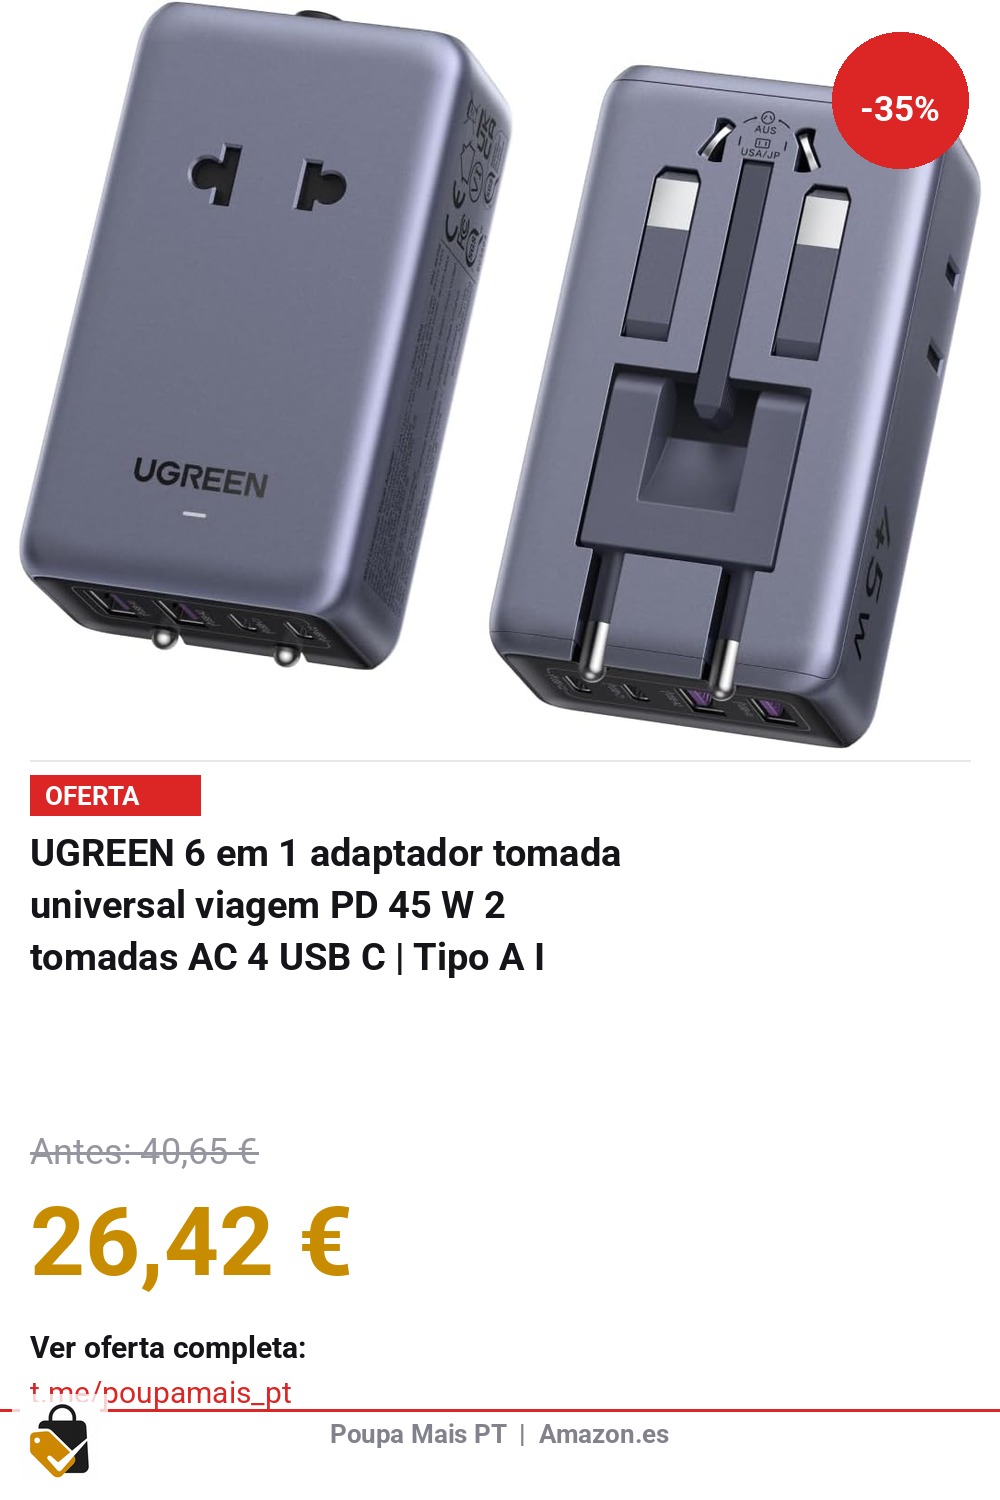 -35%
AUS
USA/JP
UGREEN
45W
OFERTA
UGREEN 6 em 1 adaptador tomada
universal viagem PD 45 W 2
tomadas AC 4 USB C | Tipo A I
Antes: 40,65 €
26,42 €
Ver oferta completa:
t.me/poupamais_pt
Poupa Mais PT | Amazon.es